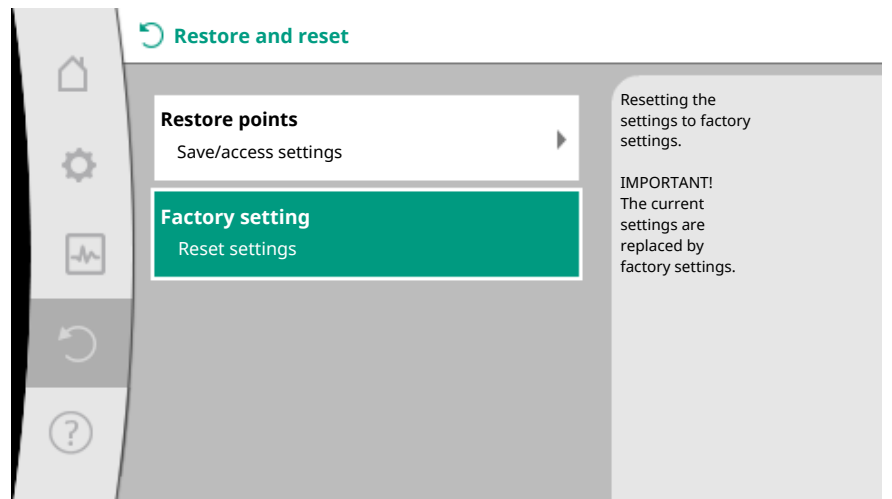 Restore and reset
Restore points
Save/access settings
Factory setting
Reset settings
Resetting the
settings to factory
settings.
IMPORTANT!
The current
settings are
replaced by
factory settings.
?